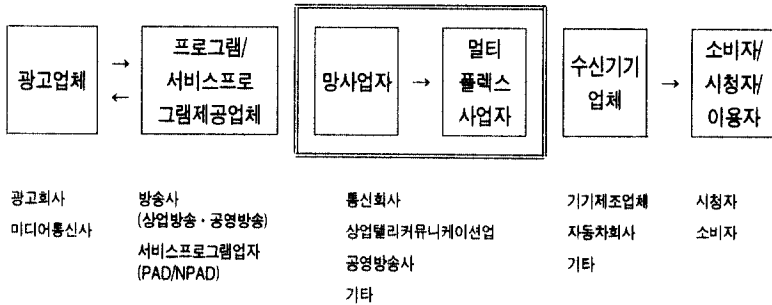 광고업체
→
←
프로그램/
서비스프로
그램제공업체
망사업자
→
멀티
플렉스
사업자
수신기기
업체
→
소비자/
시청자/
이용자
광고회사
미디어통신사
방송사
(상업방송·공영방송)
서비스프로그램업자
(PAD/NPAD)
통신회사
상업텔리커뮤니케이션업
공영방송사
기타
기기제조업체
자동차회사
기타
시청자
소비자